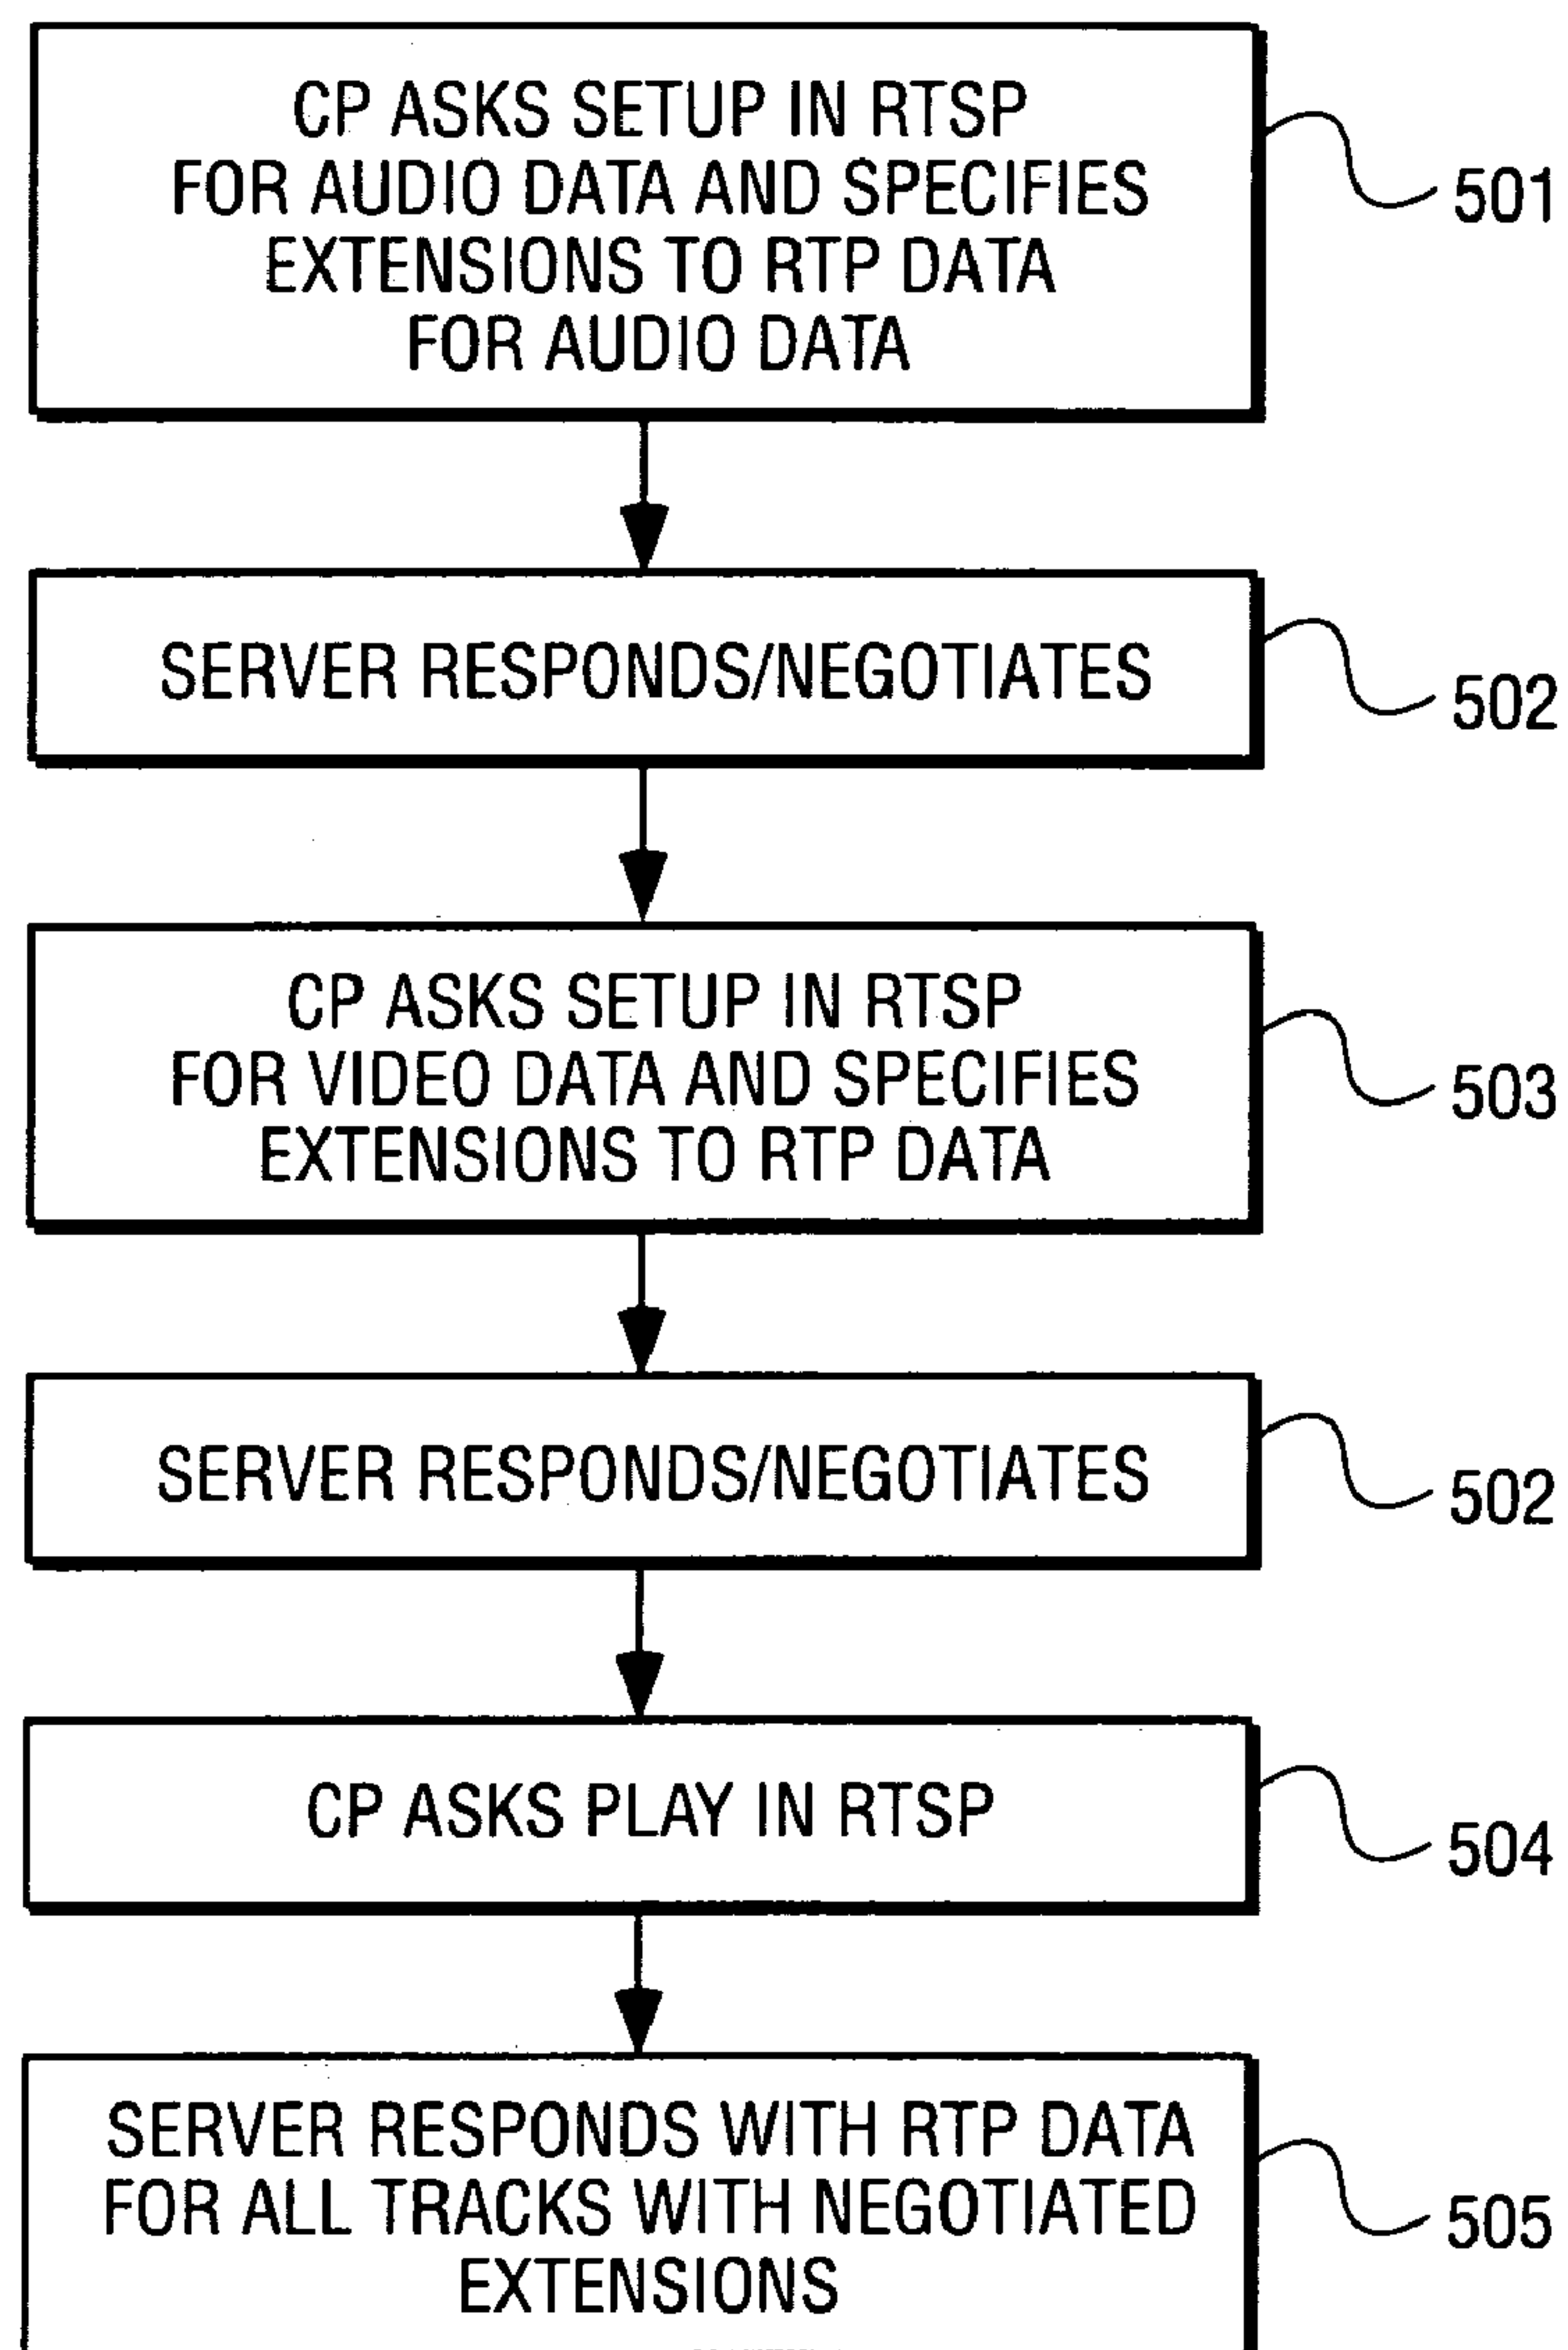 CP ASKS SETUP IN RTSP
FOR AUDIO DATA AND SPECIFIES
EXTENSIONS TO RTP DATA
FOR AUDIO DATA
501
SERVER RESPONDS/NEGOTIATES
502
CP ASKS SETUP IN RTSP
FOR VIDEO DATA AND SPECIFIES
EXTENSIONS TO RTP DATA
503
SERVER RESPONDS/NEGOTIATES
502
CP ASKS PLAY IN RTSP
504
SERVER RESPONDS WITH RTP DATA
FOR ALL TRACKS WITH NEGOTIATED
EXTENSIONS
505